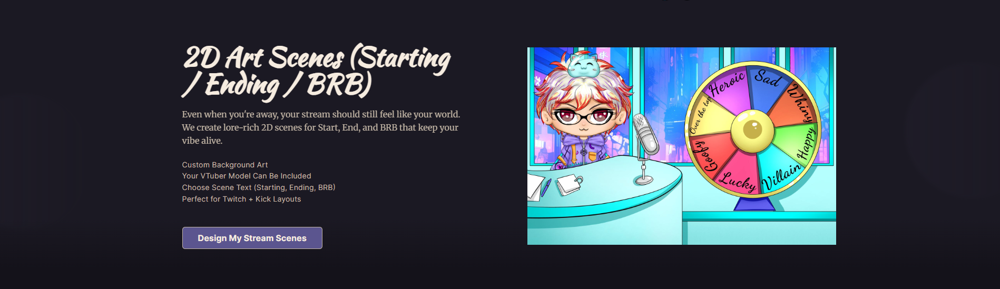 2D Art Scenes (Starting
/ Ending / BRB)
Even when you're away, your stream should still feel like your world.
We create lore-rich 2D scenes for Start, End, and BRB that keep your
vibe alive.
Custom Background Art
Your VTuber Model Can Be Included
Choose Scene Text (Starting, Ending, BRB)
Perfect for Twitch + Kick Layouts
Design My Stream Scenes
Heroic
Sad
Whiny
Happy
Villain
Lucky
Goofy
Over the top